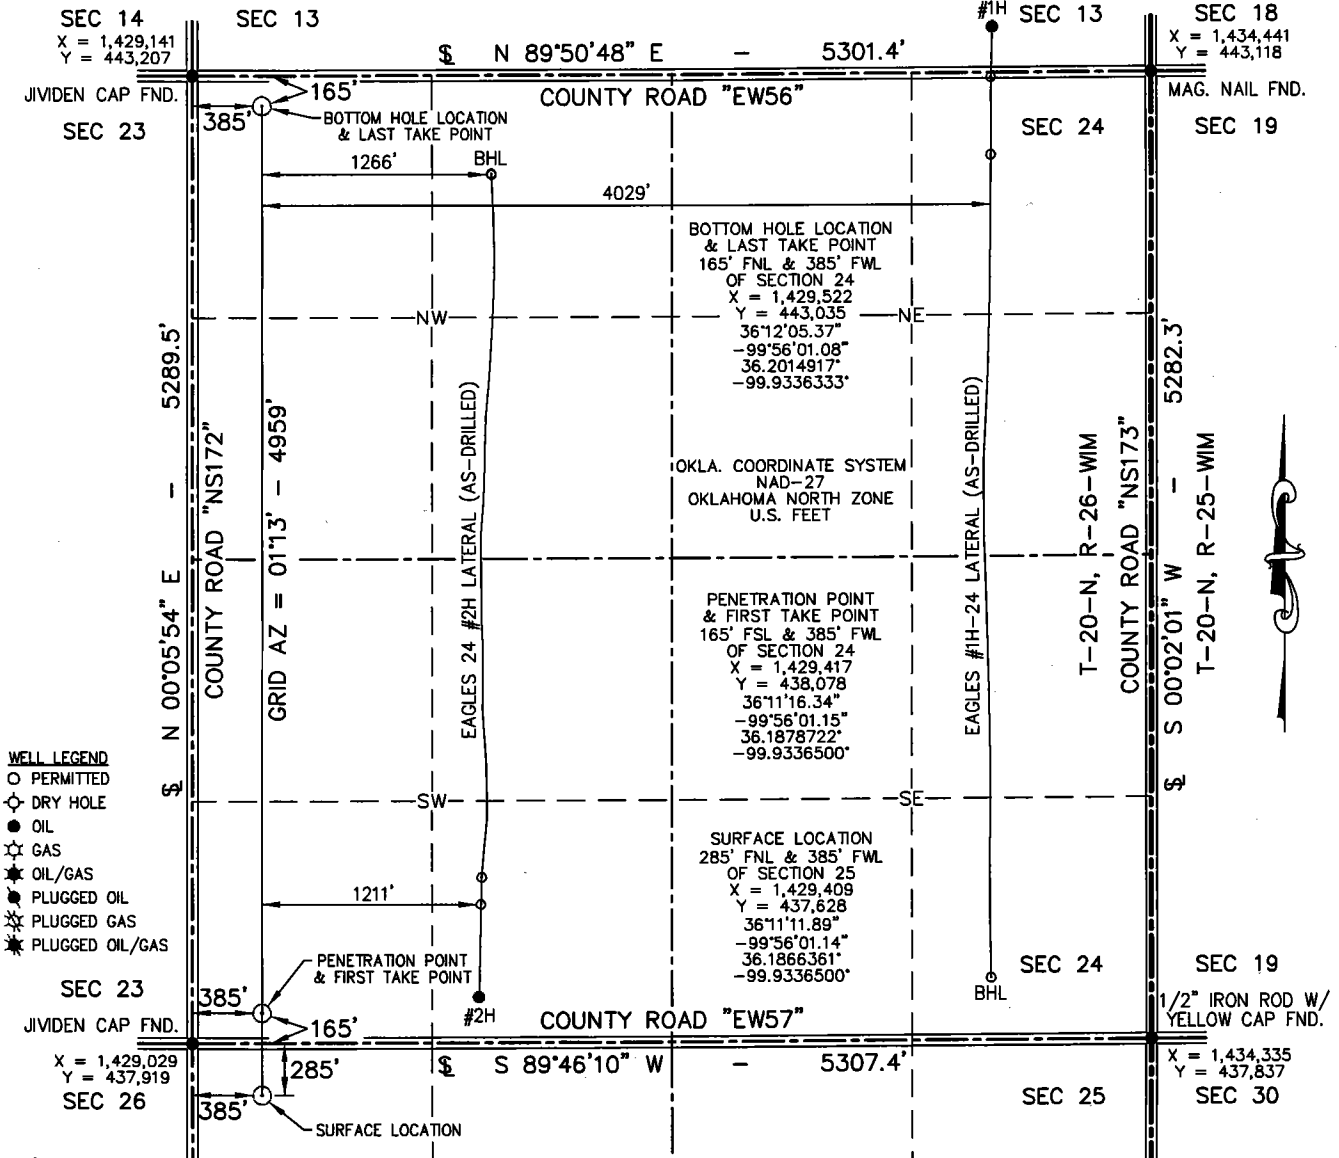 SEC 14
SEC 13
#1H
SEC 13
SEC 18
X = 1,429,141
Y = 443,207
X = 1,434,441
Y = 443,118
N 89°50'48" E - 5301.4'
JIVIDEN CAP FND.
165'
COUNTY ROAD "EW56"
MAG. NAIL FND.
SEC 23
385'
BOTTOM HOLE LOCATION
& LAST TAKE POINT
SEC 24
SEC 19
1266'
BHL
4029'
BOTTOM HOLE LOCATION
& LAST TAKE POINT
165' FNL & 385' FWL
OF SECTION 24
X = 1,429,522
Y = 443,035
36°12'05.37"
-99°56'01.08"
36.2014917°
-99.9336333°
NW
NE
N 00°05'54" E - 5289.5'
COUNTY ROAD "NS172"
GRID AZ = 01°13' - 4959'
EAGLES 24 #2H LATERAL (AS-DRILLED)
OKLA. COORDINATE SYSTEM
NAD-27
OKLAHOMA NORTH ZONE
U.S. FEET
EAGLES #1H-24 LATERAL (AS-DRILLED)
T-20-N, R-26-WIM
COUNTY ROAD "NS173"
S 00°02'01" W - 5282.3'
T-20-N, R-25-WIM
PENETRATION POINT
& FIRST TAKE POINT
165' FSL & 385' FWL
OF SECTION 24
X = 1,429,417
Y = 438,078
36°11'16.34"
-99°56'01.15"
36.1878722°
-99.9336500°
WELL LEGEND
PERMITTED
DRY HOLE
OIL
GAS
OIL/GAS
PLUGGED OIL
PLUGGED GAS
PLUGGED OIL/GAS
SW
SE
SURFACE LOCATION
285' FNL & 385' FWL
OF SECTION 25
X = 1,429,409
Y = 437,628
36°11'11.89"
-99°56'01.14"
36.1866361°
-99.9336500°
1211'
PENETRATION POINT
& FIRST TAKE POINT
SEC 23
385'
SEC 24
SEC 19
BHL
JIVIDEN CAP FND.
165'
#2H
COUNTY ROAD "EW57"
1/2" IRON ROD W/
YELLOW CAP FND.
X = 1,429,029
Y = 437,919
285'
S 89°46'10" W - 5307.4'
X = 1,434,335
Y = 437,837
SEC 26
385'
SEC 25
SEC 30
SURFACE LOCATION